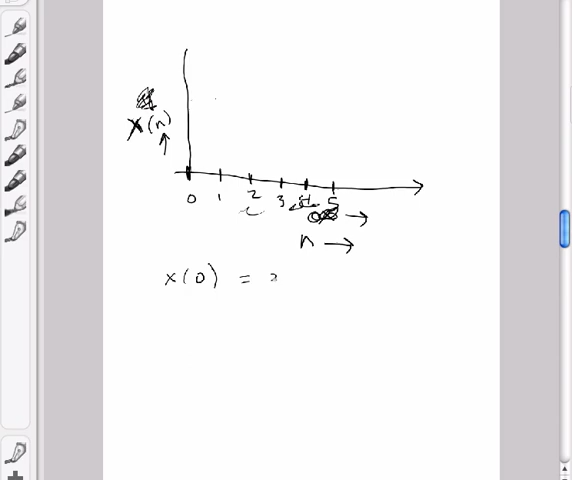 x(n)
0 1 2 3 4 5
n →
x(0) =